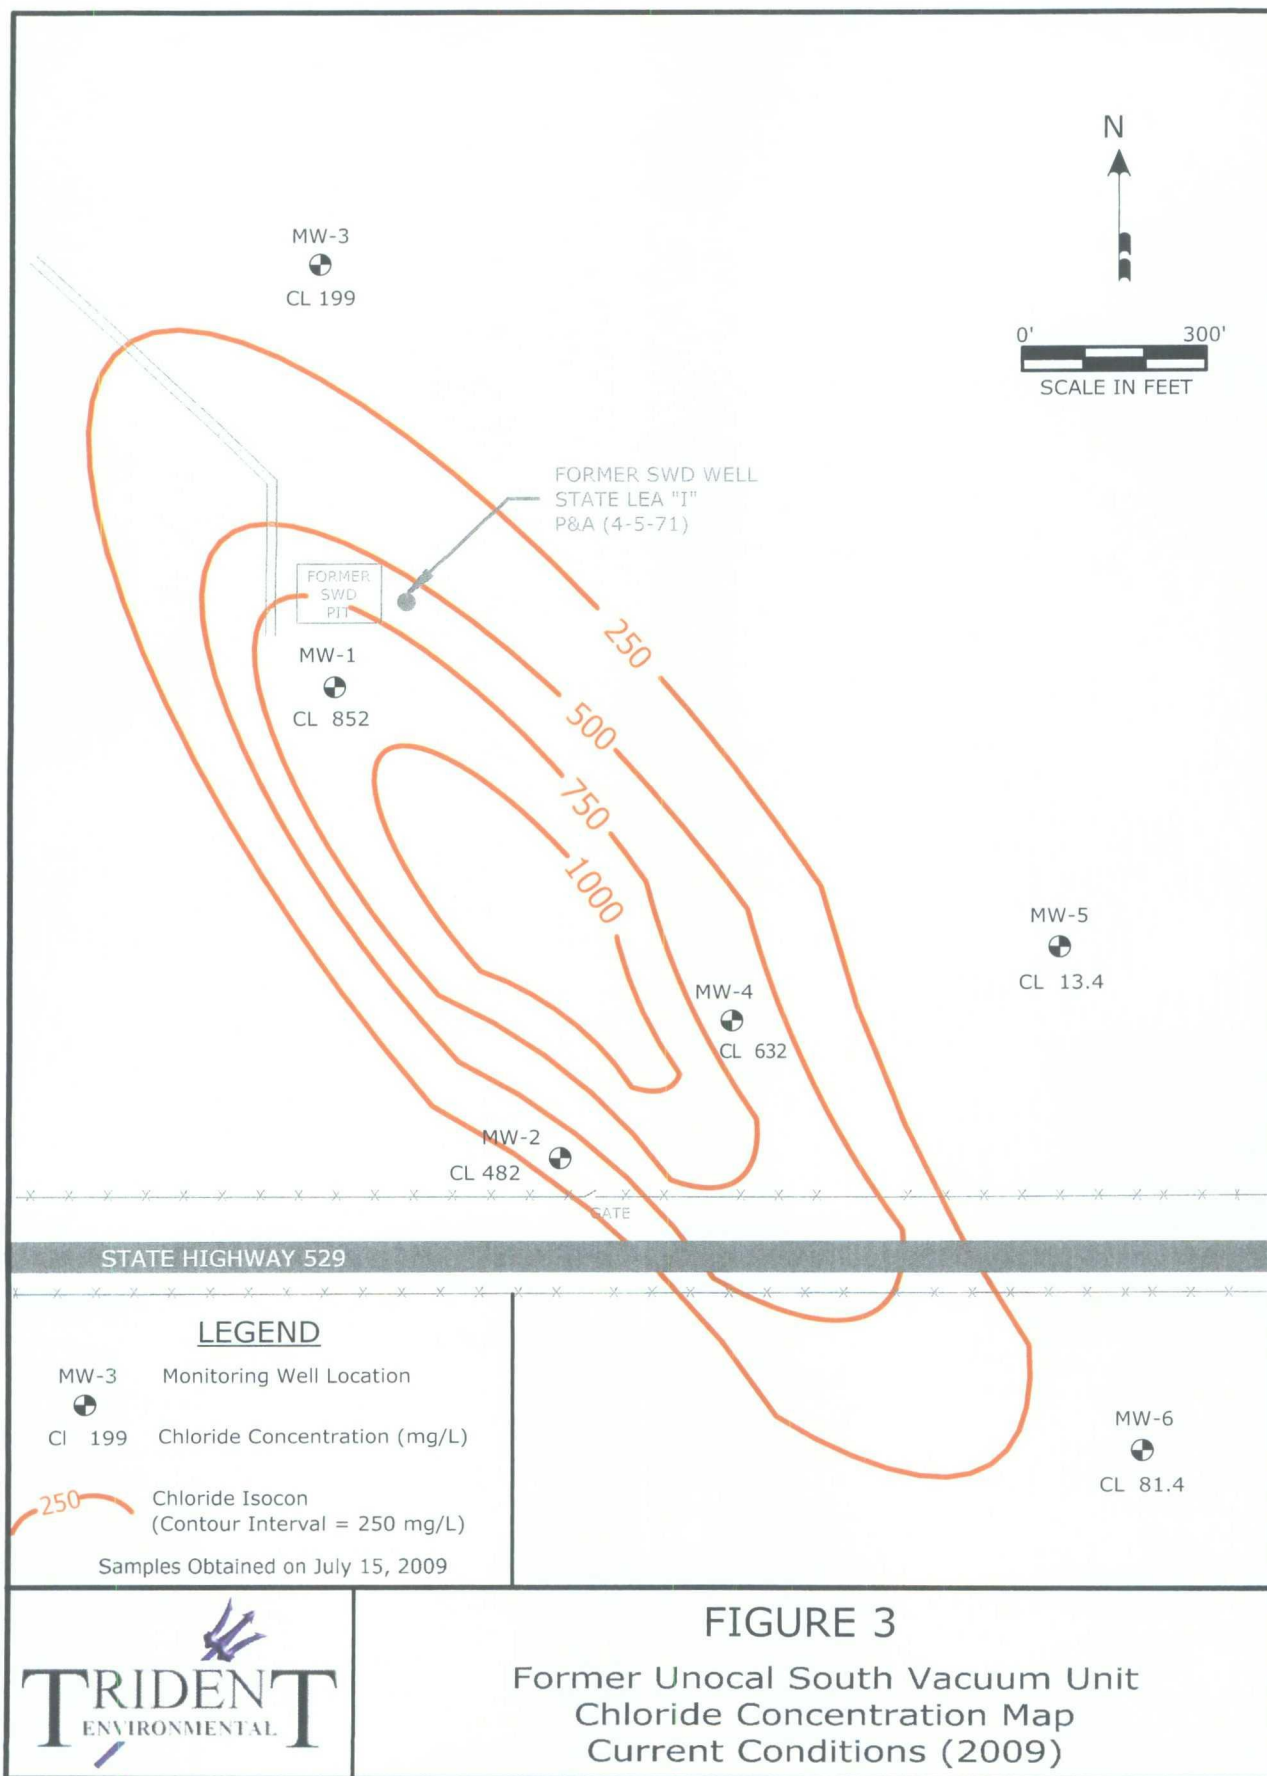 N
MW-3
CL 199
0' 300'
SCALE IN FEET
FORMER SWD WELL
STATE LEA "I"
P&A (4-5-71)
FORMER
SWD
PIT
250
MW-1
CL 852
500
750
1000
MW-5
CL 13.4
MW-4
CL 632
MW-2
CL 482
GATE
STATE HIGHWAY 529
LEGEND
MW-3 Monitoring Well Location
Cl 199 Chloride Concentration (mg/L)
250 Chloride Isocon
(Contour Interval = 250 mg/L)
Samples Obtained on July 15, 2009
MW-6
CL 81.4
TRIDENT
ENVIRONMENTAL
FIGURE 3
Former Unocal South Vacuum Unit
Chloride Concentration Map
Current Conditions (2009)